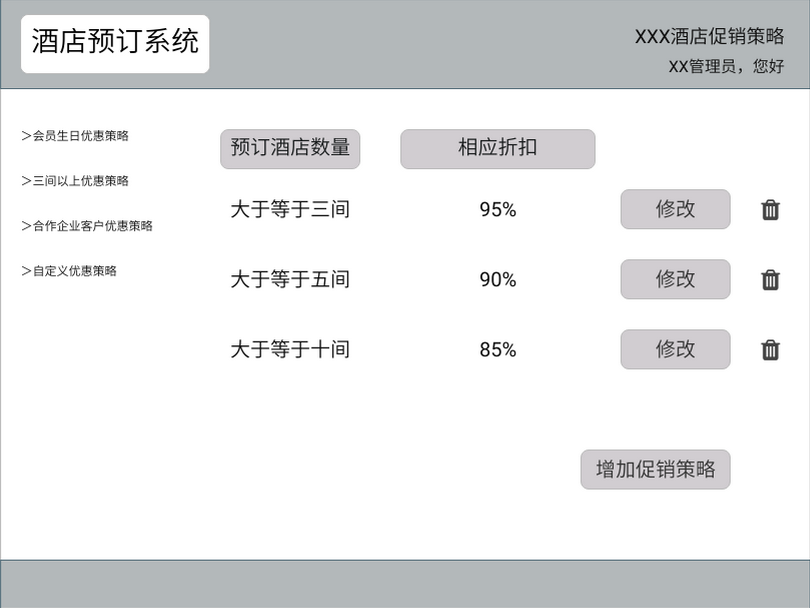 酒店预订系统
XXX酒店促销策略
XX管理员，您好
>会员生日优惠策略
>三间以上优惠策略
>合作企业客户优惠策略
>自定义优惠策略
预订酒店数量 相应折扣
大于等于三间 95% 修改
大于等于五间 90% 修改
大于等于十间 85% 修改
增加促销策略